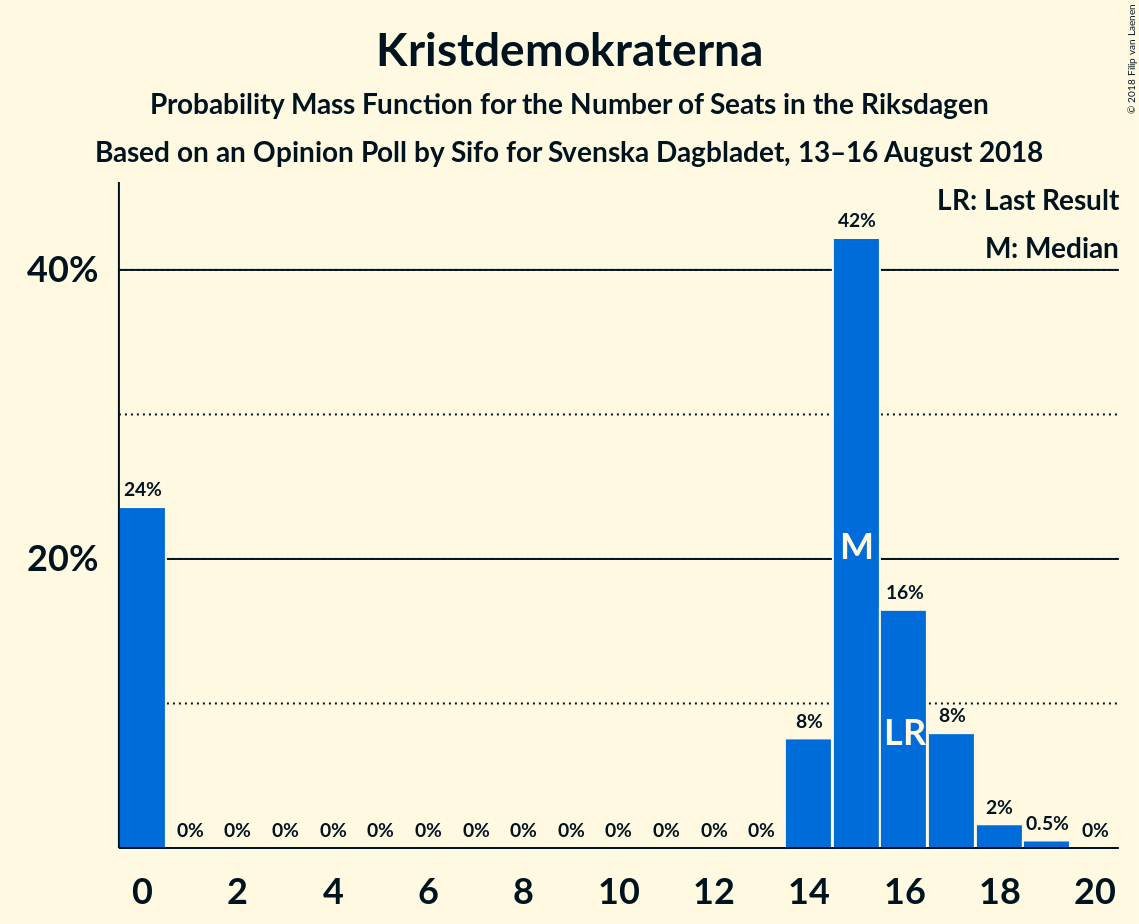 © 2018 Filip van Laenen
Kristdemokraterna
Probability Mass Function for the Number of Seats in the Riksdagen
Based on an Opinion Poll by Sifo for Svenska Dagbladet, 13–16 August 2018
LR: Last Result
M: Median
42%
40%
24%
M
20%
16%
8%
8%
LR
2%
0.5%
0% 0% 0% 0% 0% 0% 0% 0% 0% 0% 0% 0% 0% 0%
0 2 4 6 8 10 12 14 16 18 20